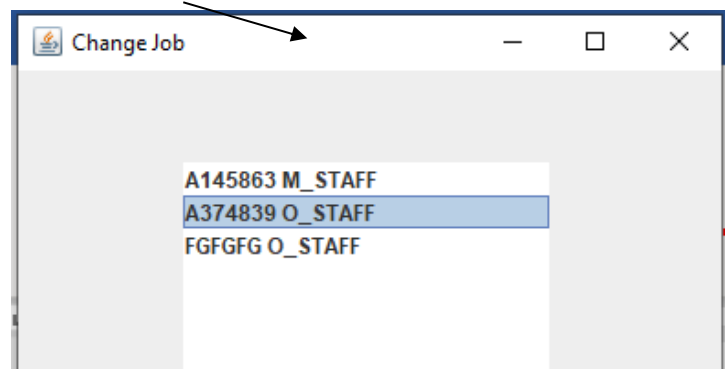 Change Job
A145863 M_STAFF
A374839 O_STAFF
FGFGFG O_STAFF